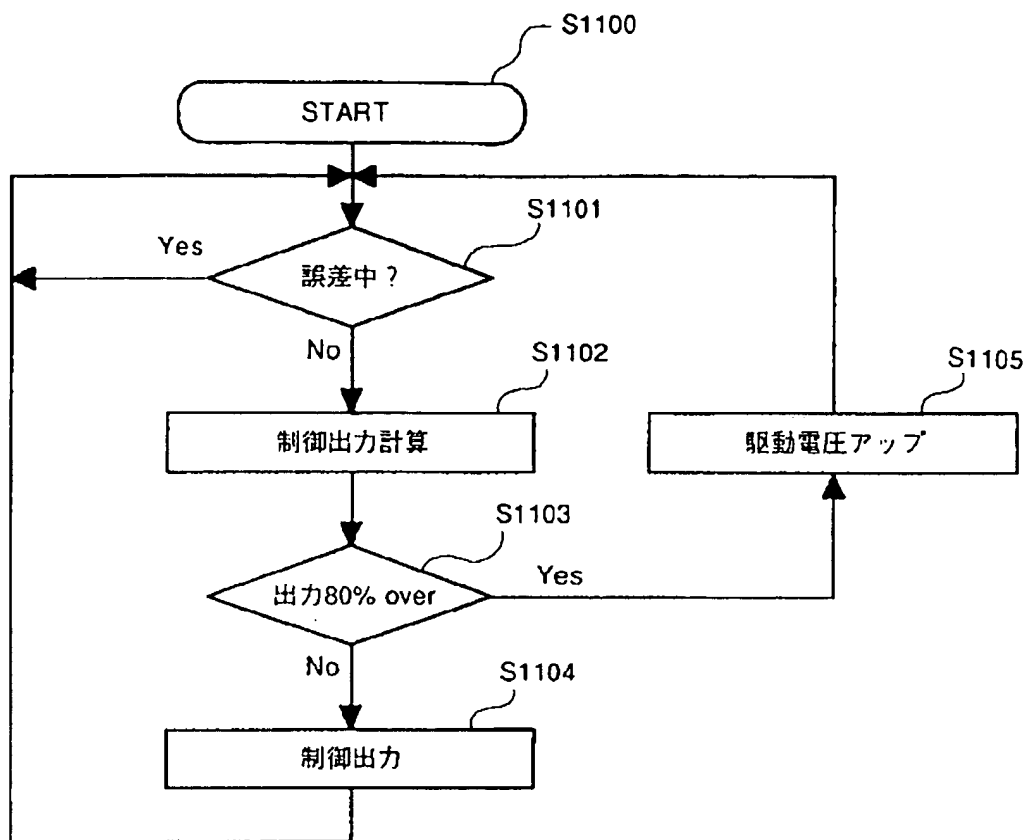 S1100
START
S1101
Yes
誤差中?
No
S1102
S1105
制御出力計算
駆動電圧アップ
S1103
出力80% over
Yes
No
S1104
制御出力